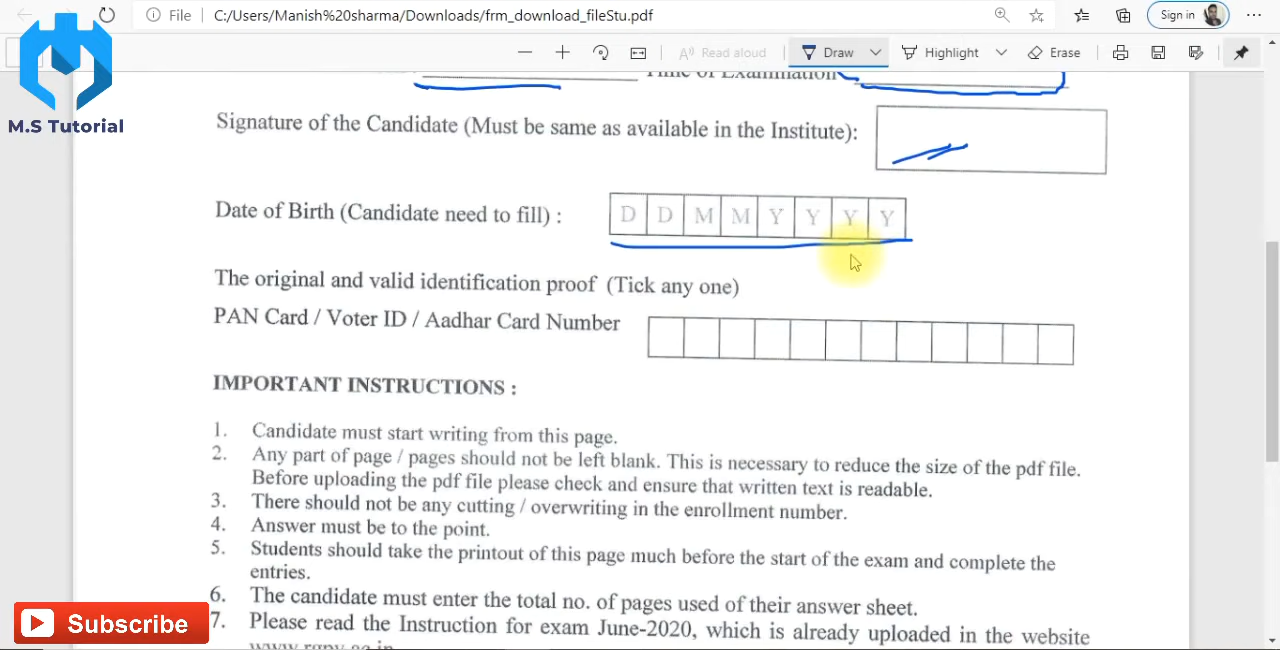 File C:/Users/Manish%20sharma/Downloads/frm_download_fileStu.pdf Sign in
Read aloud Draw Highlight Erase
Time of Examination
M.S Tutorial
Signature of the Candidate (Must be same as available in the Institute):
Date of Birth (Candidate need to fill) : D D M M Y Y Y Y
The original and valid identification proof (Tick any one)
PAN Card / Voter ID / Aadhar Card Number
IMPORTANT INSTRUCTIONS :
1. Candidate must start writing from this page.
2. Any part of page / pages should not be left blank. This is necessary to reduce the size of the pdf file.
Before uploading the pdf file please check and ensure that written text is readable.
3. There should not be any cutting / overwriting in the enrollment number.
4. Answer must be to the point.
5. Students should take the printout of this page much before the start of the exam and complete the
entries.
6. The candidate must enter the total no. of pages used of their answer sheet.
7. Please read the Instruction for exam June-2020, which is already uploaded in the website
Subscribe